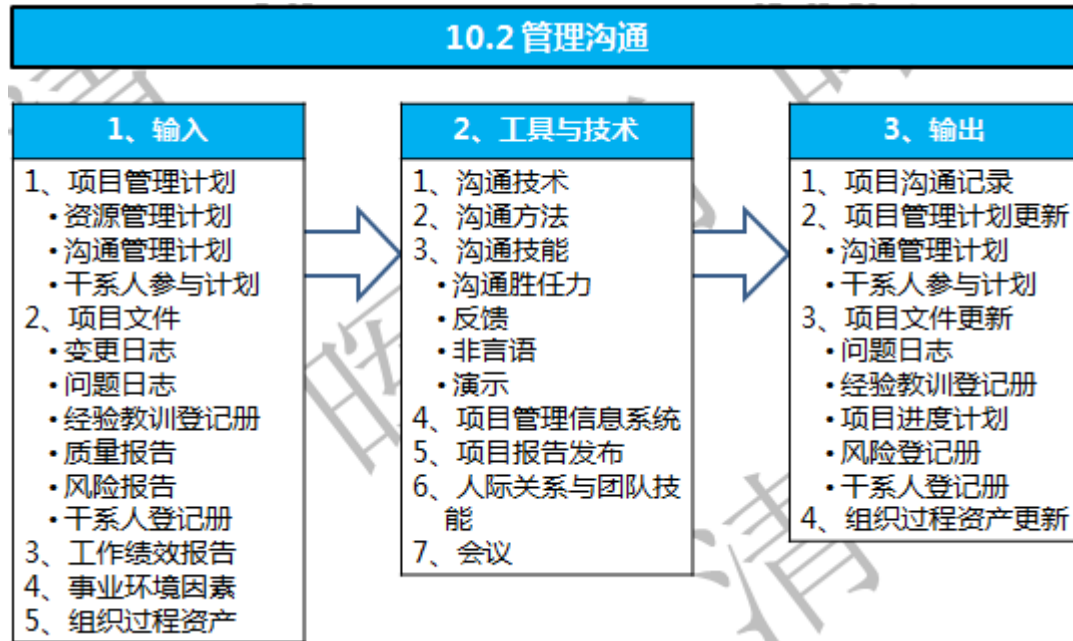 10.2 管理沟通
1、输入
1、项目管理计划
•资源管理计划
•沟通管理计划
•干系人参与计划
2、项目文件
•变更日志
•问题日志
•经验教训登记册
•质量报告
•风险报告
•干系人登记册
3、工作绩效报告
4、事业环境因素
5、组织过程资产
2、工具与技术
1、沟通技术
2、沟通方法
3、沟通技能
•沟通胜任力
•反馈
•非言语
•演示
4、项目管理信息系统
5、项目报告发布
6、人际关系与团队技
能
7、会议
3、输出
1、项目沟通记录
2、项目管理计划更新
•沟通管理计划
•干系人参与计划
3、项目文件更新
•问题日志
•经验教训登记册
•项目进度计划
•风险登记册
•干系人登记册
4、组织过程资产更新